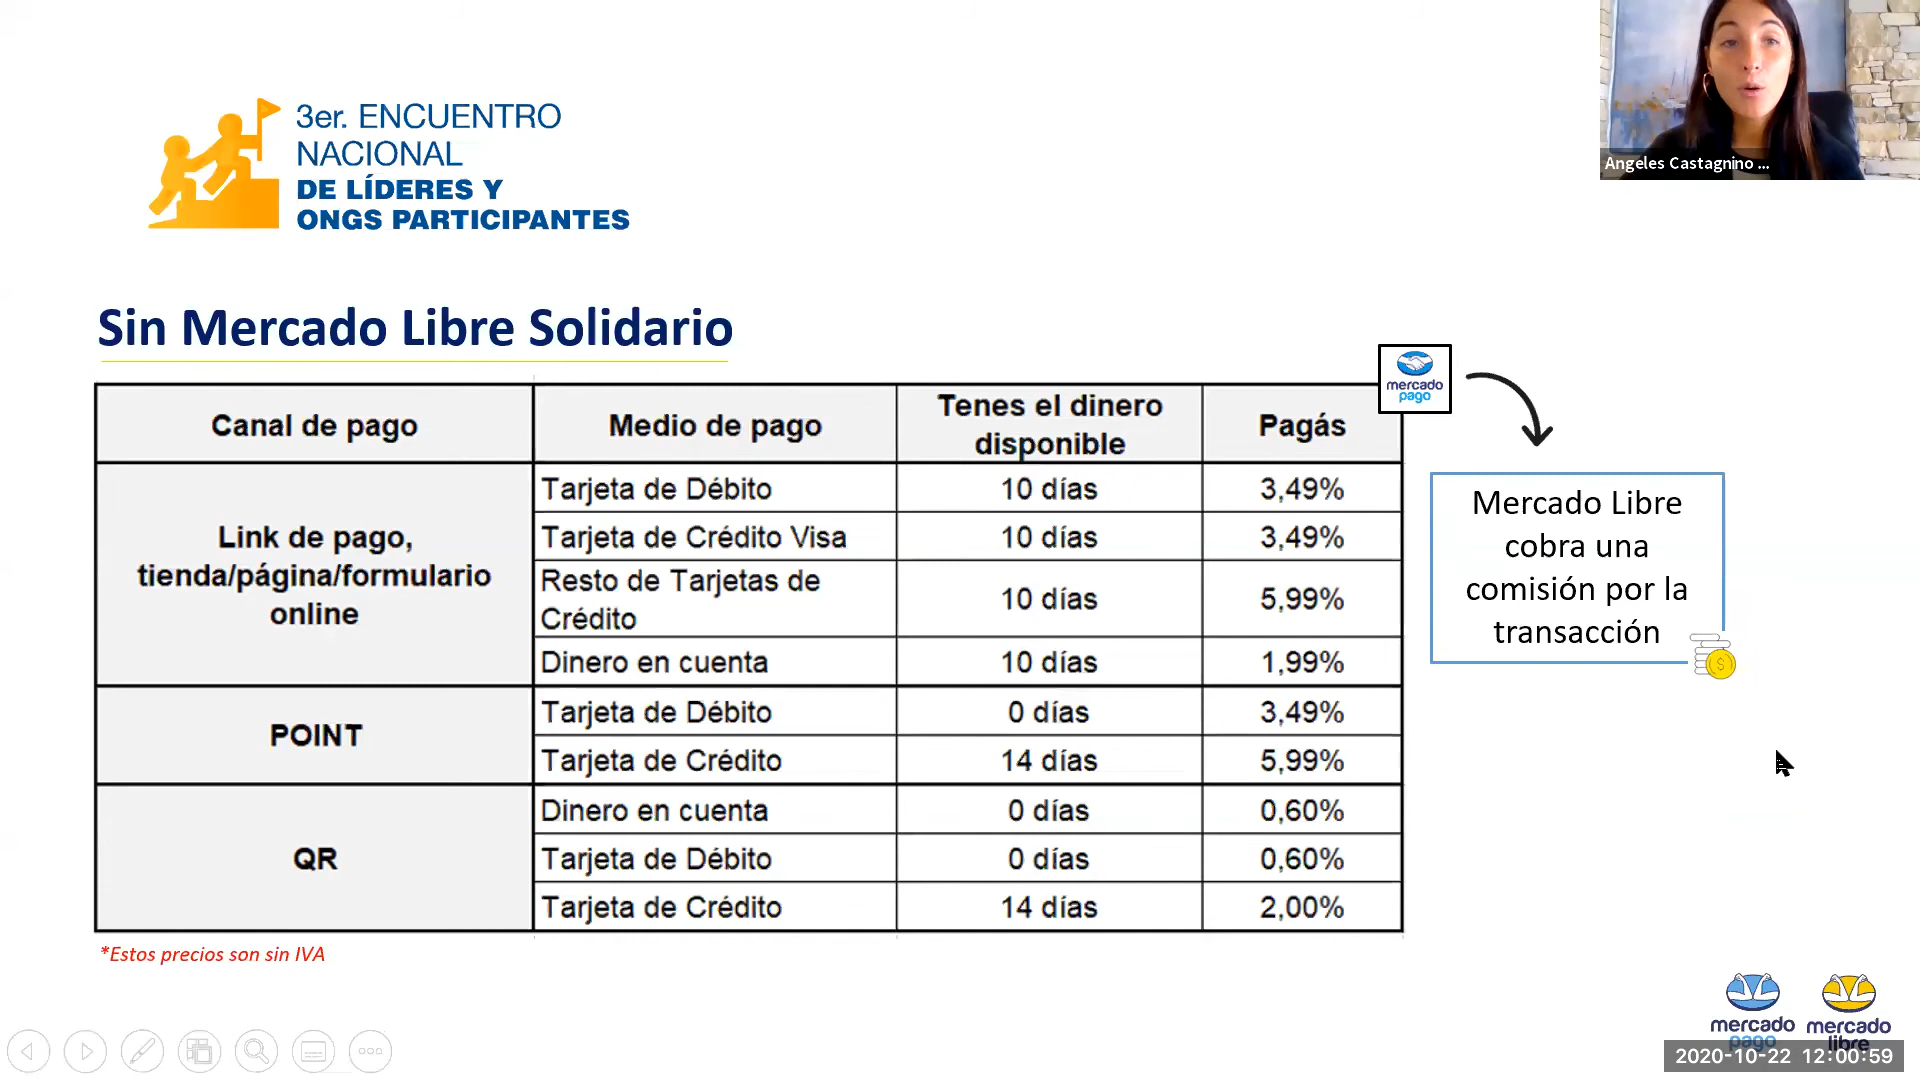 3er. ENCUENTRO
NACIONAL
DE LÍDERES Y
ONGS PARTICIPANTES
Angeles Castagnino ...
Sin Mercado Libre Solidario
mercado
pago
Canal de pago
Medio de pago
Tenes el dinero
disponible
Pagás
Link de pago,
tienda/página/formulario
online
Tarjeta de Débito
10 días
3,49%
Tarjeta de Crédito Visa
10 días
3,49%
Resto de Tarjetas de
Crédito
10 días
5,99%
Dinero en cuenta
10 días
1,99%
POINT
Tarjeta de Débito
0 días
3,49%
Tarjeta de Crédito
14 días
5,99%
QR
Dinero en cuenta
0 días
0,60%
Tarjeta de Débito
0 días
0,60%
Tarjeta de Crédito
14 días
2,00%
*Estos precios son sin IVA
Mercado Libre
cobra una
comisión por la
transacción
mercado
pago
mercado
libre
2020-10-22 12:00:59